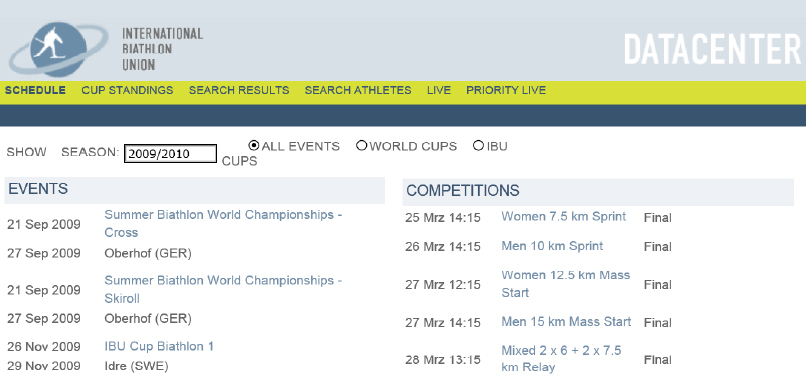 INTERNATIONAL
BIATHLON
UNION
DATACENTER
SCHEDULE CUP STANDINGS SEARCH RESULTS SEARCH ATHLETES LIVE PRIORITY LIVE
SHOW SEASON: 2009/2010 ALL EVENTS WORLD CUPS IBU
CUPS
EVENTS
21 Sep 2009 Summer Biathlon World Championships -
Cross
27 Sep 2009 Oberhof (GER)
21 Sep 2009 Summer Biathlon World Championships -
Skiroll
27 Sep 2009 Oberhof (GER)
26 Nov 2009 IBU Cup Biathlon 1
29 Nov 2009 Idre (SWE)
COMPETITIONS
25 Mrz 14:15 Women 7.5 km Sprint Final
26 Mrz 14:15 Men 10 km Sprint Final
27 Mrz 12:15 Women 12.5 km Mass
Start Final
27 Mrz 14:15 Men 15 km Mass Start Final
28 Mrz 13:15 Mixed 2 x 6 + 2 x 7.5
km Relay Final